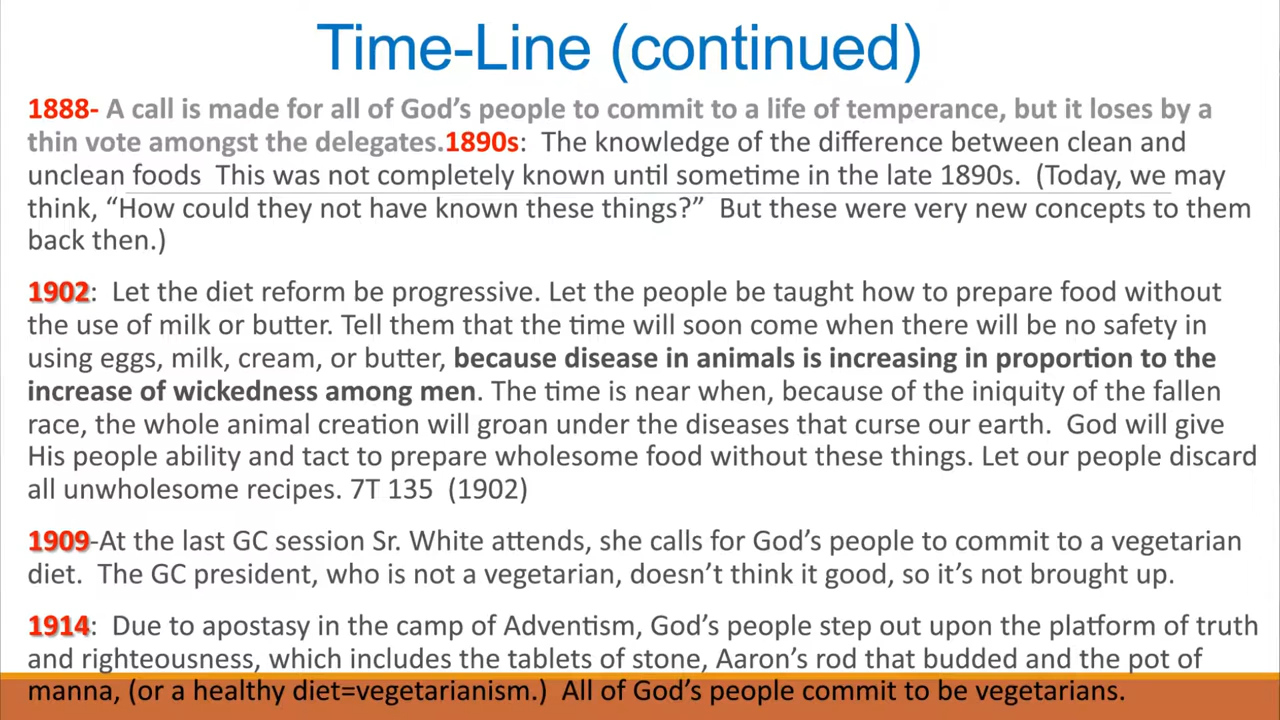 Time-Line (continued)
1888- A call is made for all of God’s people to commit to a life of temperance, but it loses by a
thin vote amongst the delegates.1890s:  The knowledge of the difference between clean and
unclean foods  This was not completely known until sometime in the late 1890s.  (Today, we may
think, “How could they not have known these things?”  But these were very new concepts to them
back then.)
1902:  Let the diet reform be progressive. Let the people be taught how to prepare food without
the use of milk or butter. Tell them that the time will soon come when there will be no safety in
using eggs, milk, cream, or butter, because disease in animals is increasing in proportion to the
increase of wickedness among men. The time is near when, because of the iniquity of the fallen
race, the whole animal creation will groan under the diseases that curse our earth.  God will give
His people ability and tact to prepare wholesome food without these things. Let our people discard
all unwholesome recipes. 7T 135  (1902)
1909-At the last GC session Sr. White attends, she calls for God’s people to commit to a vegetarian
diet.  The GC president, who is not a vegetarian, doesn’t think it good, so it’s not brought up.
1914:  Due to apostasy in the camp of Adventism, God’s people step out upon the platform of truth
and righteousness, which includes the tablets of stone, Aaron’s rod that budded and the pot of
manna, (or a healthy diet=vegetarianism.)  All of God’s people commit to be vegetarians.